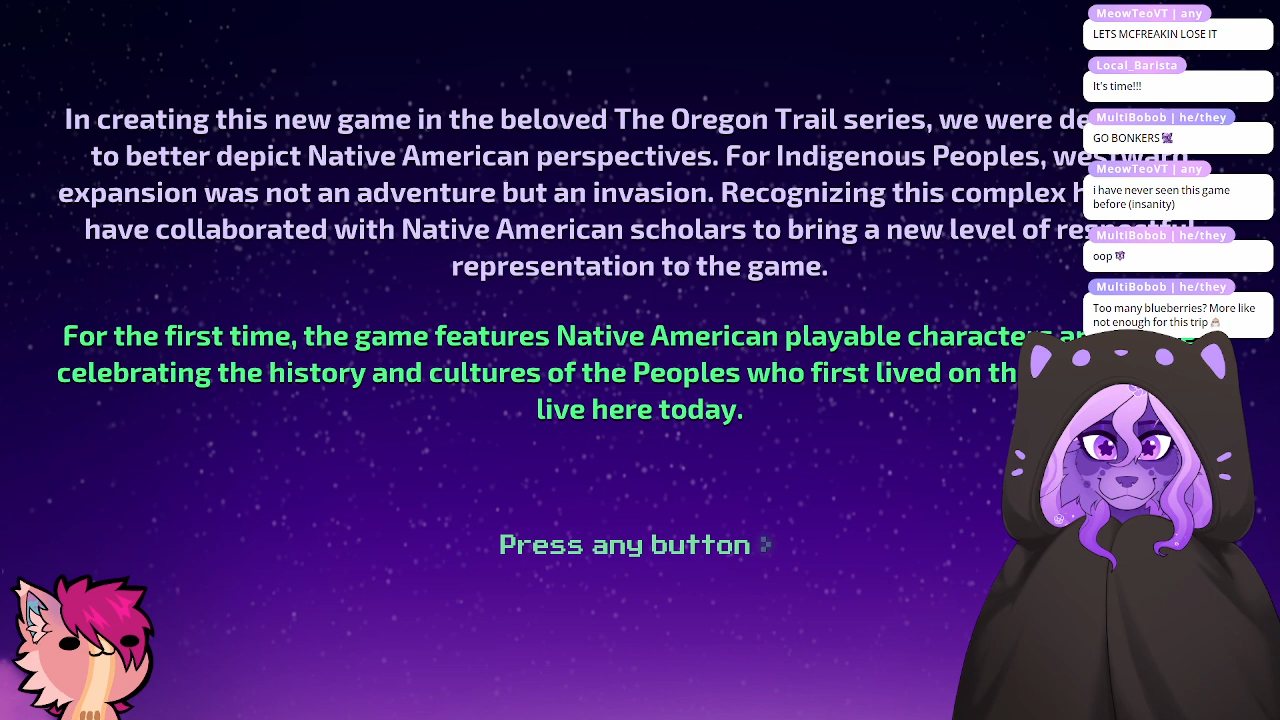 In creating this new game in the beloved The Oregon Trail series, we were
to better depict Native American perspectives. For Indigenous Peoples, westward
expansion was not an adventure but an invasion. Recognizing this complex
have collaborated with Native American scholars to bring a new level of respectful
representation to the game.
For the first time, the game features Native American playable characters
celebrating the history and cultures of the Peoples who first lived on
live here today.
Press any button
MeowTeoVT | any
LETS MCFREAKIN LOSE IT
Local_Barista
It's time!!!
MultiBobob | he/they
GO BONKERS
MeowTeoVT | any
i have never seen this game
before (insanity)
MultiBobob | he/they
oop
MultiBobob | he/they
Too many blueberries? More like
not enough for this trip